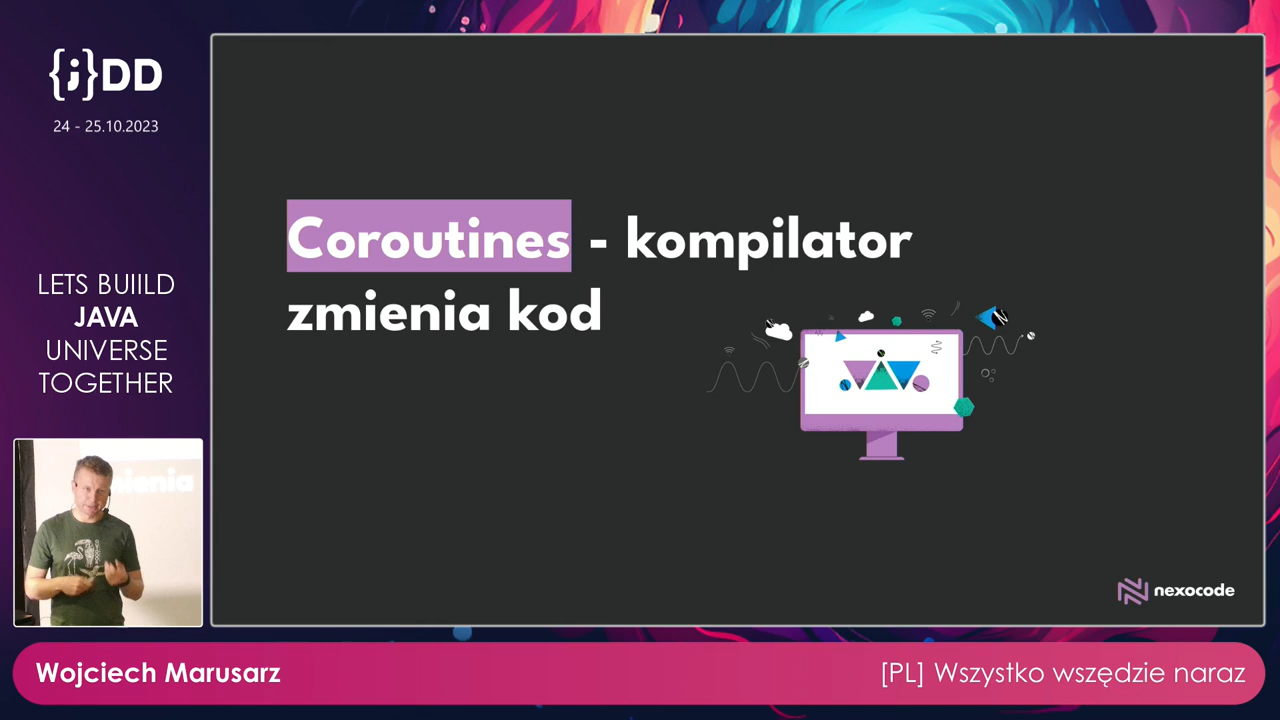 {j}DD
24 - 25.10.2023
LETS BUIILD
JAVA
UNIVERSE
TOGETHER
Coroutines - kompilator
zmienia kod
nexocode
Wojciech Marusarz
[PL] Wszystko wszędzie naraz